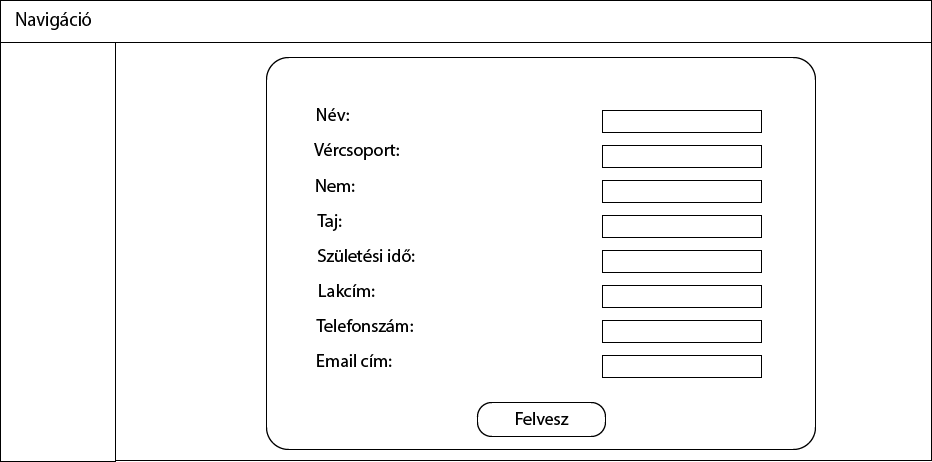 Navigáció
Név:
Vércsoport:
Nem:
Taj:
Születési idő:
Lakcím:
Telefonszám:
Email cím:
Felvesz